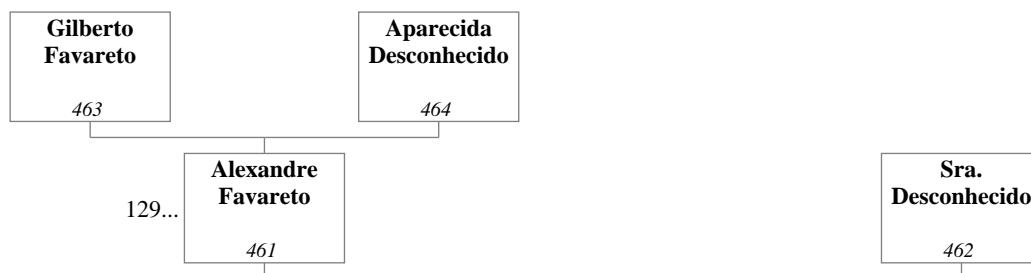 Gilberto
Favareto
463
Aparecida
Desconhecido
464
129...
Alexandre
Favareto
461
Sra.
Desconhecido
462